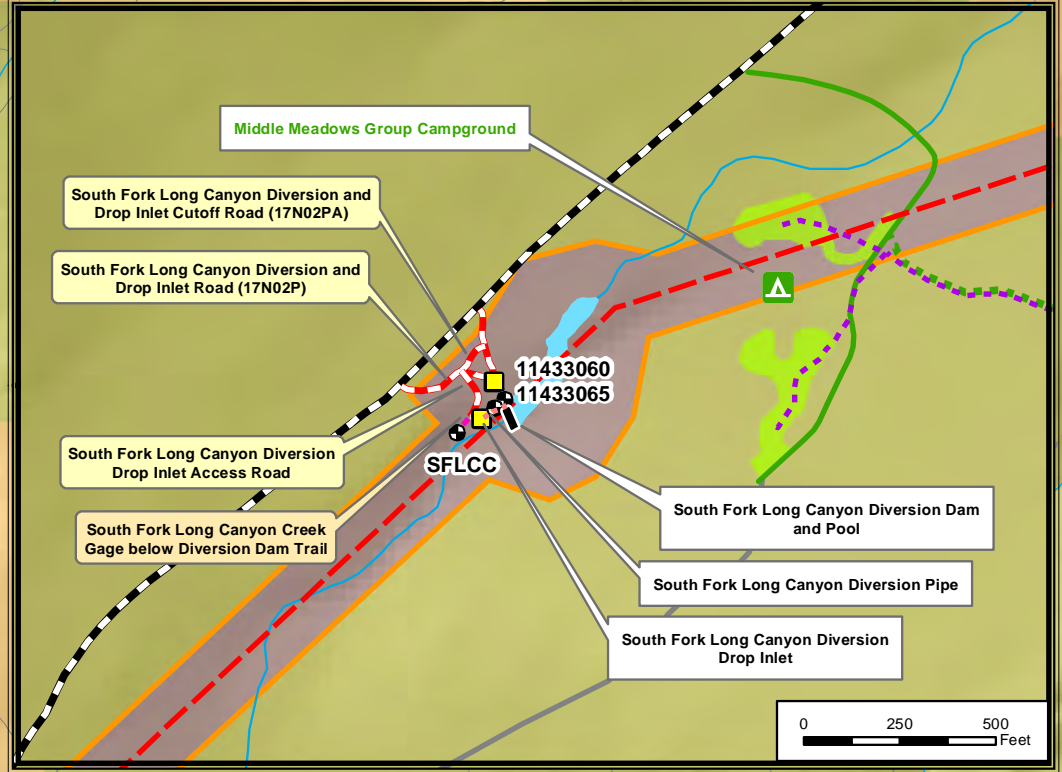 Middle Meadows Group Campground
South Fork Long Canyon Diversion and
Drop Inlet Cutoff Road (17N02PA)
South Fork Long Canyon Diversion and
Drop Inlet Road (17N02P)
11433060
11433065
South Fork Long Canyon Diversion
Drop Inlet Access Road
SFLCC
South Fork Long Canyon Creek
Gage below Diversion Dam Trail
South Fork Long Canyon Diversion Dam
and Pool
South Fork Long Canyon Diversion Pipe
South Fork Long Canyon Diversion
Drop Inlet
0 250 500
Feet